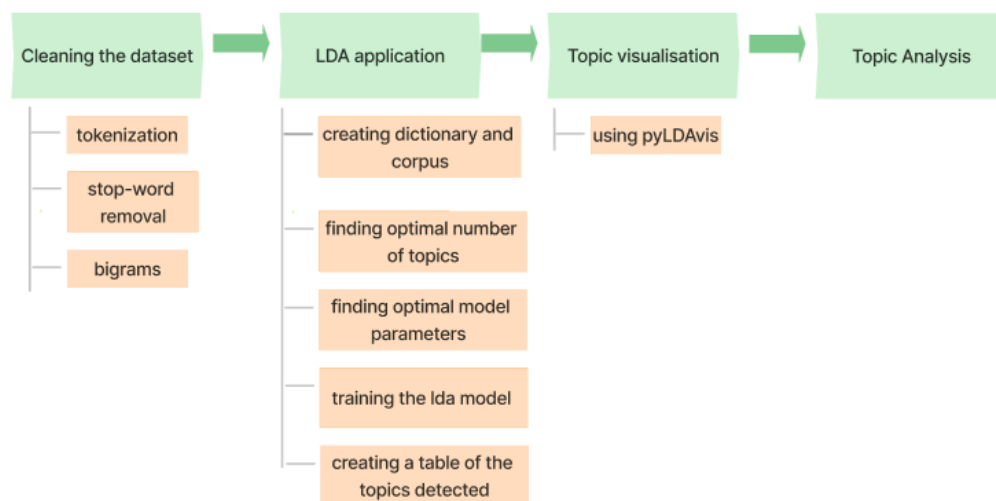 Cleaning the dataset
tokenization
stop-word
removal
bigrams
LDA application
creating dictionary and
corpus
finding optimal number
of topics
finding optimal model
parameters
training the lda model
creating a table of the
topics detected
Topic visualisation
using pyLDAvis
Topic Analysis